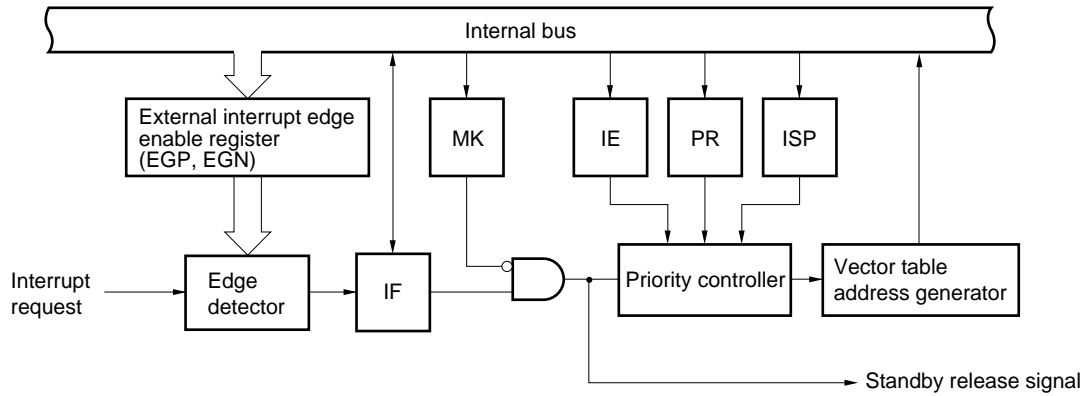 Internal bus
External interrupt edge
enable register
(EGP, EGN)
MK
IE
PR
ISP
Interrupt
request
Edge
detector
IF
Priority controller
Vector table
address generator
Standby release signal